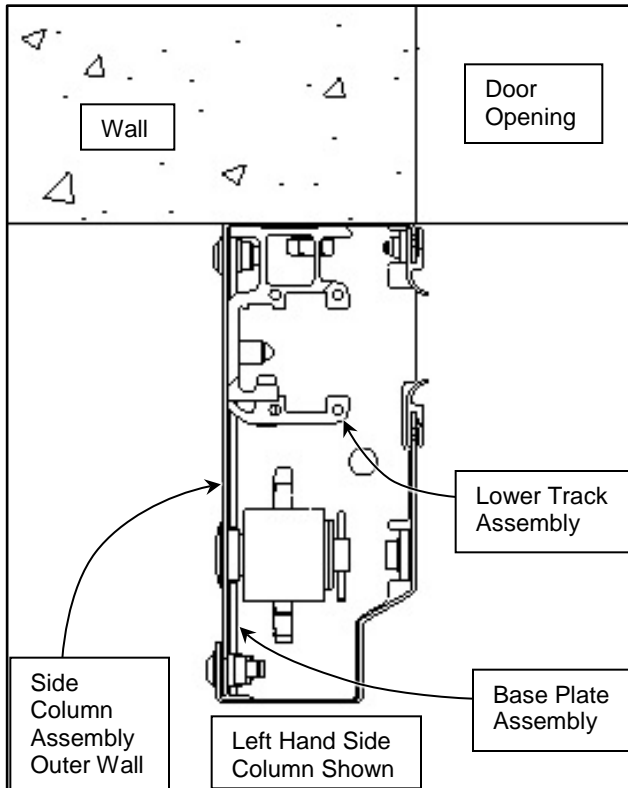 Wall
Door
Opening
Lower Track
Assembly
Side
Column
Assembly
Outer Wall
Left Hand Side
Column Shown
Base Plate
Assembly